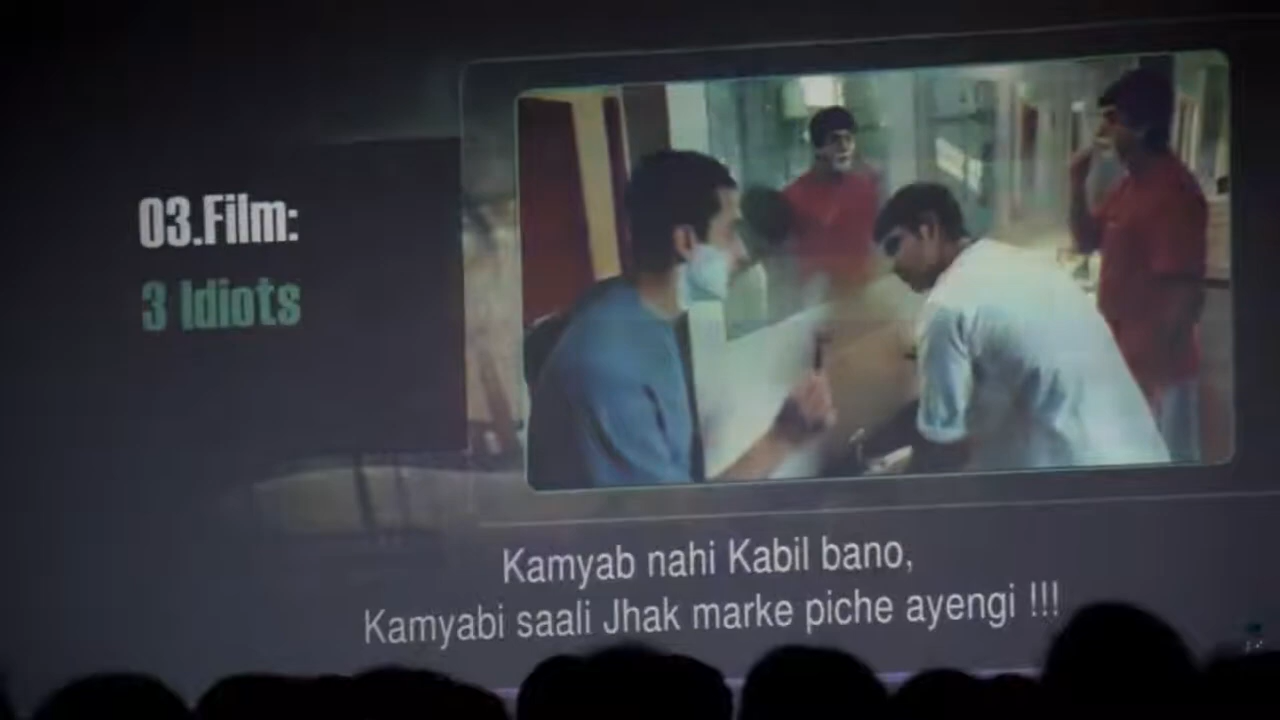 03.Film:
3 Idiots
Kamyab nahi Kabil bano,
Kamyabi saali Jhak marke piche ayengi !!!